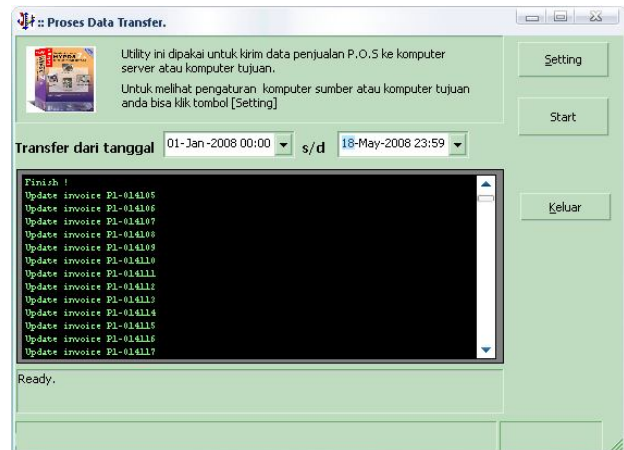 :: Proses Data Transfer.
Utility ini dipakai untuk kirim data penjualan P.O.S ke komputer
server atau komputer tujuan.
Untuk melihat pengaturan komputer sumber atau komputer tujuan
anda bisa klik tombol [Setting]
Setting
Start
Transfer dari tanggal 01-Jan-2008 00:00 s/d 18-May-2008 23:59
Keluar
Finish !
Update invoice P1-014105
Update invoice P1-014106
Update invoice P1-014107
Update invoice P1-014108
Update invoice P1-014109
Update invoice P1-014110
Update invoice P1-014111
Update invoice P1-014112
Update invoice P1-014113
Update invoice P1-014114
Update invoice P1-014115
Update invoice P1-014116
Update invoice P1-014117
Ready.